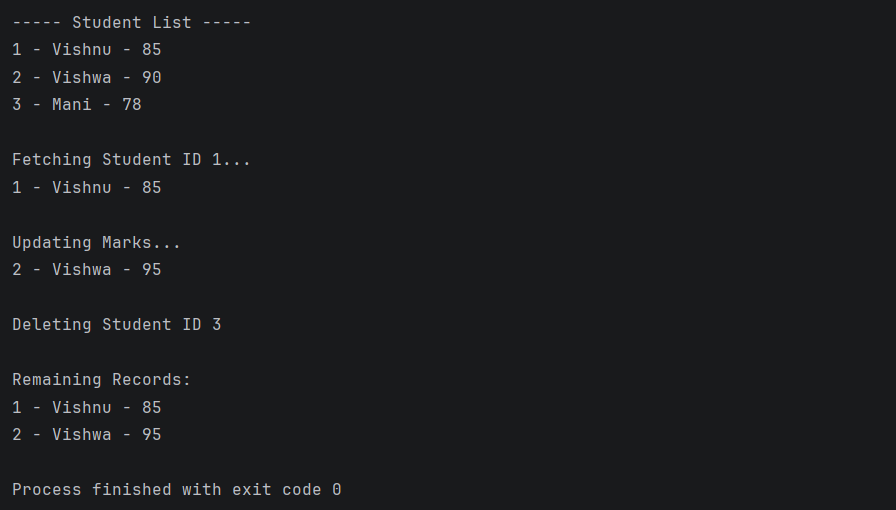 ----- Student List -----
1 - Vishnu - 85
2 - Vishwa - 90
3 - Mani - 78
Fetching Student ID 1...
1 - Vishnu - 85
Updating Marks...
2 - Vishwa - 95
Deleting Student ID 3
Remaining Records:
1 - Vishnu - 85
2 - Vishwa - 95
Process finished with exit code 0